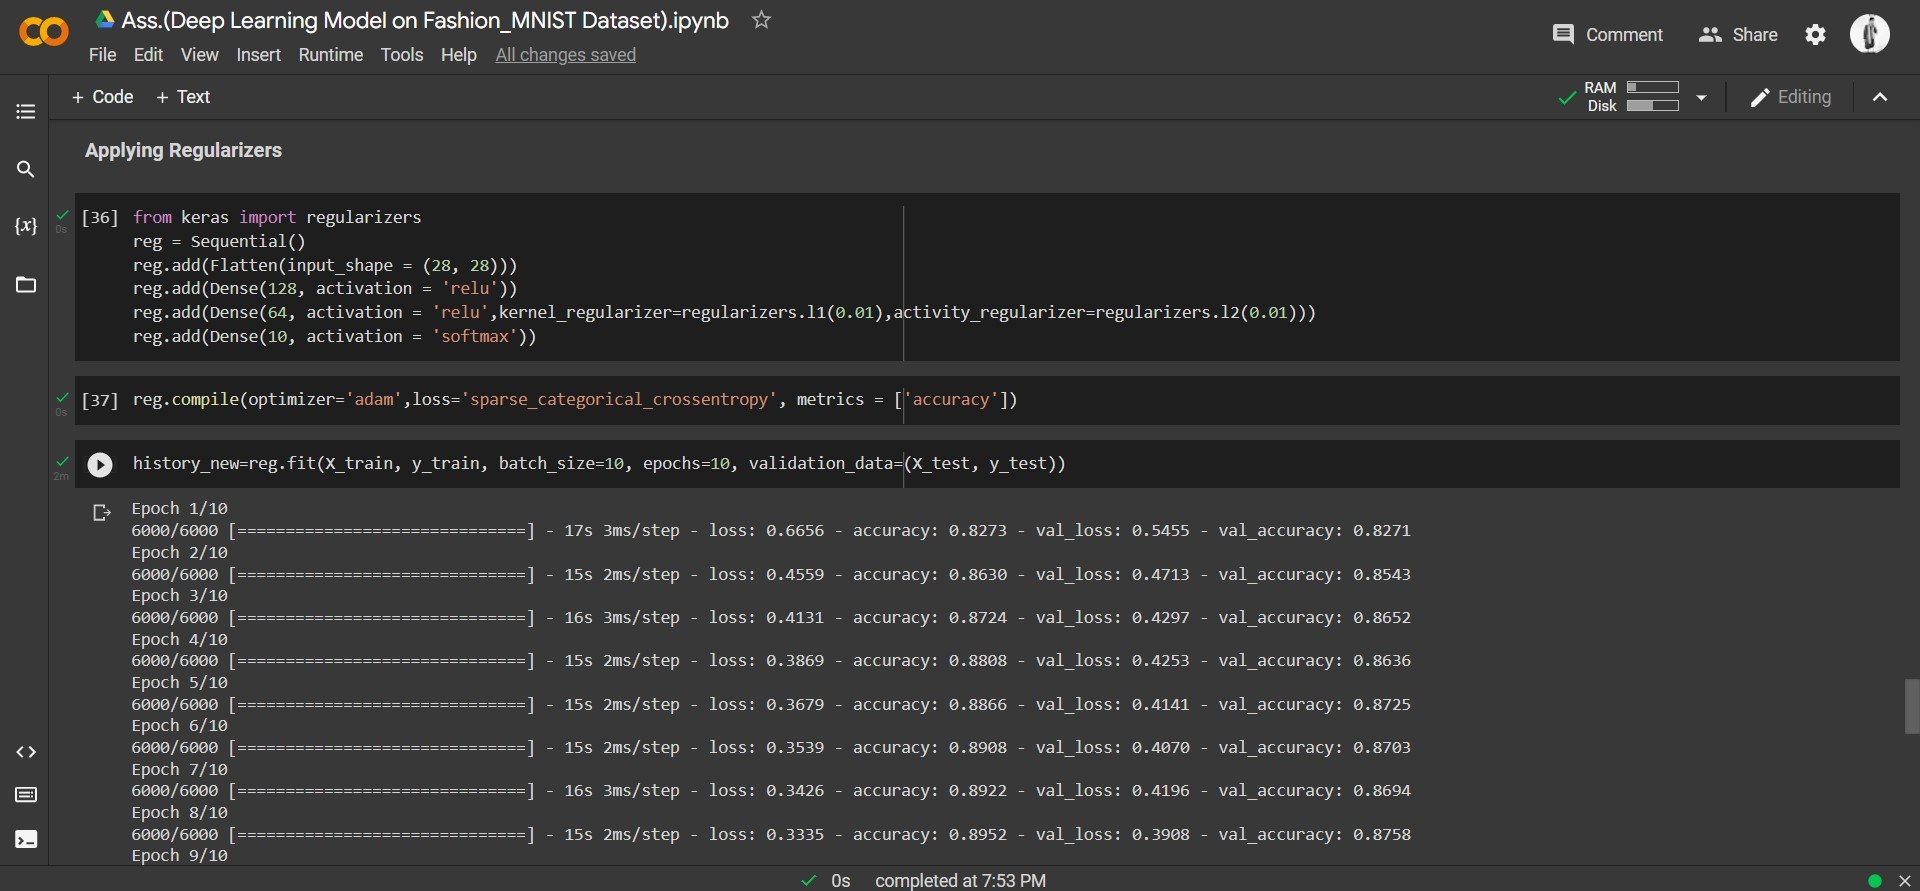 Ass.(Deep Learning Model on Fashion_MNIST Dataset).ipynb
File Edit View Insert Runtime Tools Help All changes saved
Comment Share
+ Code + Text
RAM
Disk
Editing
Applying Regularizers
[36] from keras import regularizers
reg = Sequential()
reg.add(Flatten(input_shape = (28, 28)))
reg.add(Dense(128, activation = 'relu'))
reg.add(Dense(64, activation = 'relu',kernel_regularizer=regularizers.l1(0.01),activity_regularizer=regularizers.l2(0.01)))
reg.add(Dense(10, activation = 'softmax'))
0s
[37] reg.compile(optimizer='adam',loss='sparse_categorical_crossentropy', metrics = ['accuracy'])
0s
history_new=reg.fit(X_train, y_train, batch_size=10, epochs=10, validation_data=(X_test, y_test))
2m
Epoch 1/10
6000/6000 [==============================] - 17s 3ms/step - loss: 0.6656 - accuracy: 0.8273 - val_loss: 0.5455 - val_accuracy: 0.8271
Epoch 2/10
6000/6000 [==============================] - 15s 2ms/step - loss: 0.4559 - accuracy: 0.8630 - val_loss: 0.4713 - val_accuracy: 0.8543
Epoch 3/10
6000/6000 [==============================] - 16s 3ms/step - loss: 0.4131 - accuracy: 0.8724 - val_loss: 0.4297 - val_accuracy: 0.8652
Epoch 4/10
6000/6000 [==============================] - 15s 2ms/step - loss: 0.3869 - accuracy: 0.8808 - val_loss: 0.4253 - val_accuracy: 0.8636
Epoch 5/10
6000/6000 [==============================] - 15s 2ms/step - loss: 0.3679 - accuracy: 0.8866 - val_loss: 0.4141 - val_accuracy: 0.8725
Epoch 6/10
6000/6000 [==============================] - 15s 2ms/step - loss: 0.3539 - accuracy: 0.8908 - val_loss: 0.4070 - val_accuracy: 0.8703
Epoch 7/10
6000/6000 [==============================] - 16s 3ms/step - loss: 0.3426 - accuracy: 0.8922 - val_loss: 0.4196 - val_accuracy: 0.8694
Epoch 8/10
6000/6000 [==============================] - 15s 2ms/step - loss: 0.3335 - accuracy: 0.8952 - val_loss: 0.3908 - val_accuracy: 0.8758
Epoch 9/10
0s completed at 7:53 PM